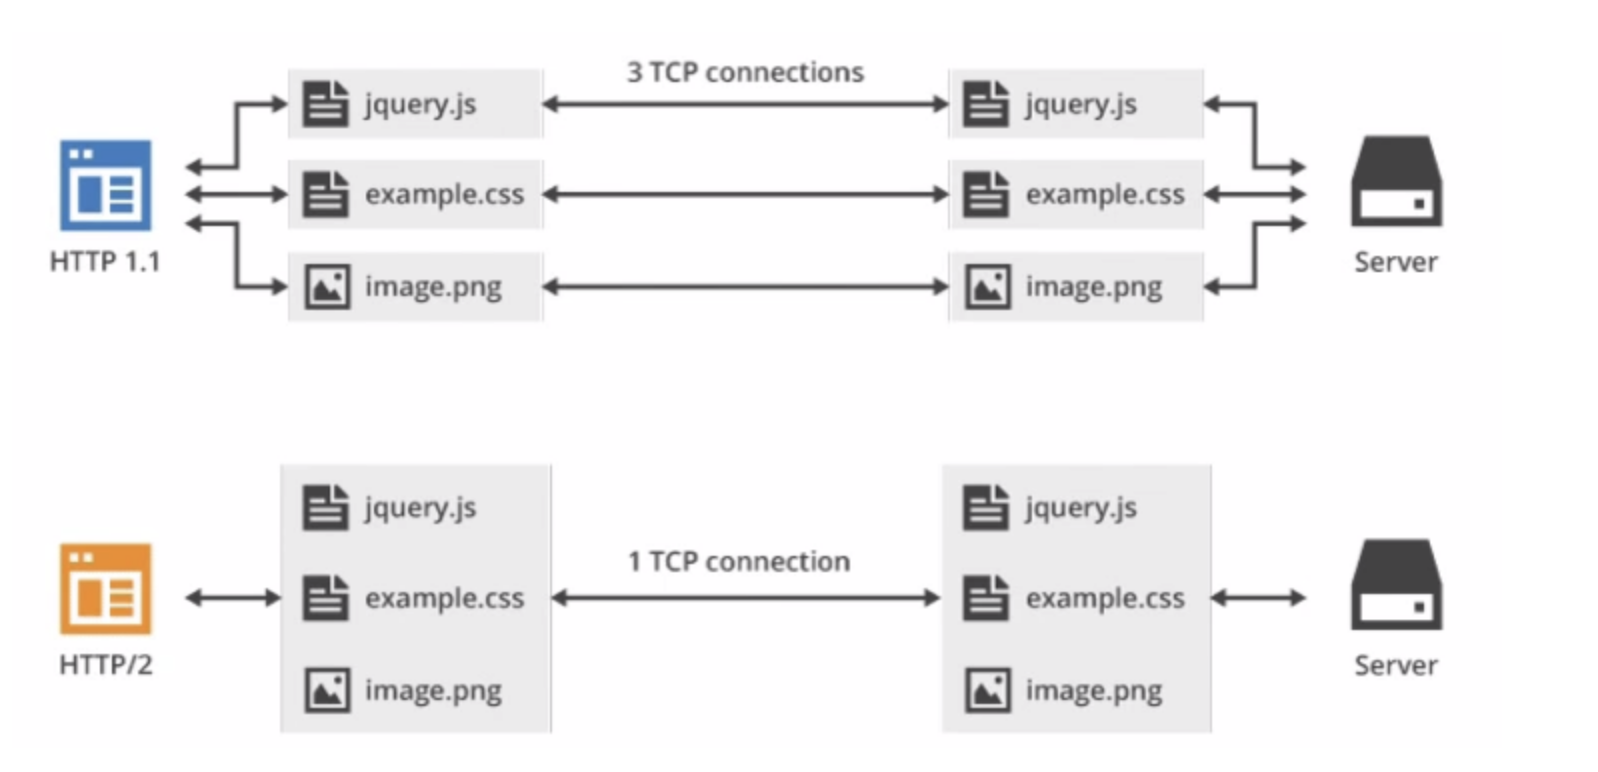 3 TCP connections
jquery.js
jquery.js
example.css
example.css
HTTP 1.1
Server
image.png
image.png
jquery.js
jquery.js
1 TCP connection
example.css
example.css
HTTP/2
Server
image.png
image.png